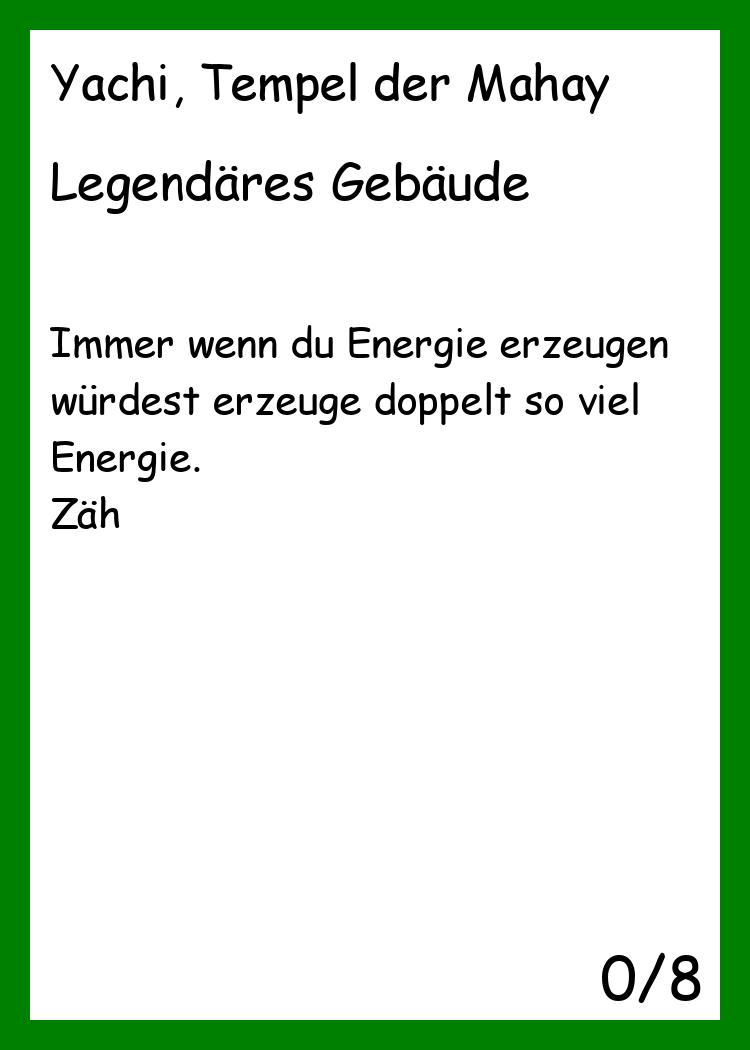 Yachi, Tempel der Mahay
Legendäres Gebäude
Immer wenn du Energie erzeugen
würdest erzeuge doppelt so viel
Energie.
Zäh
0/8